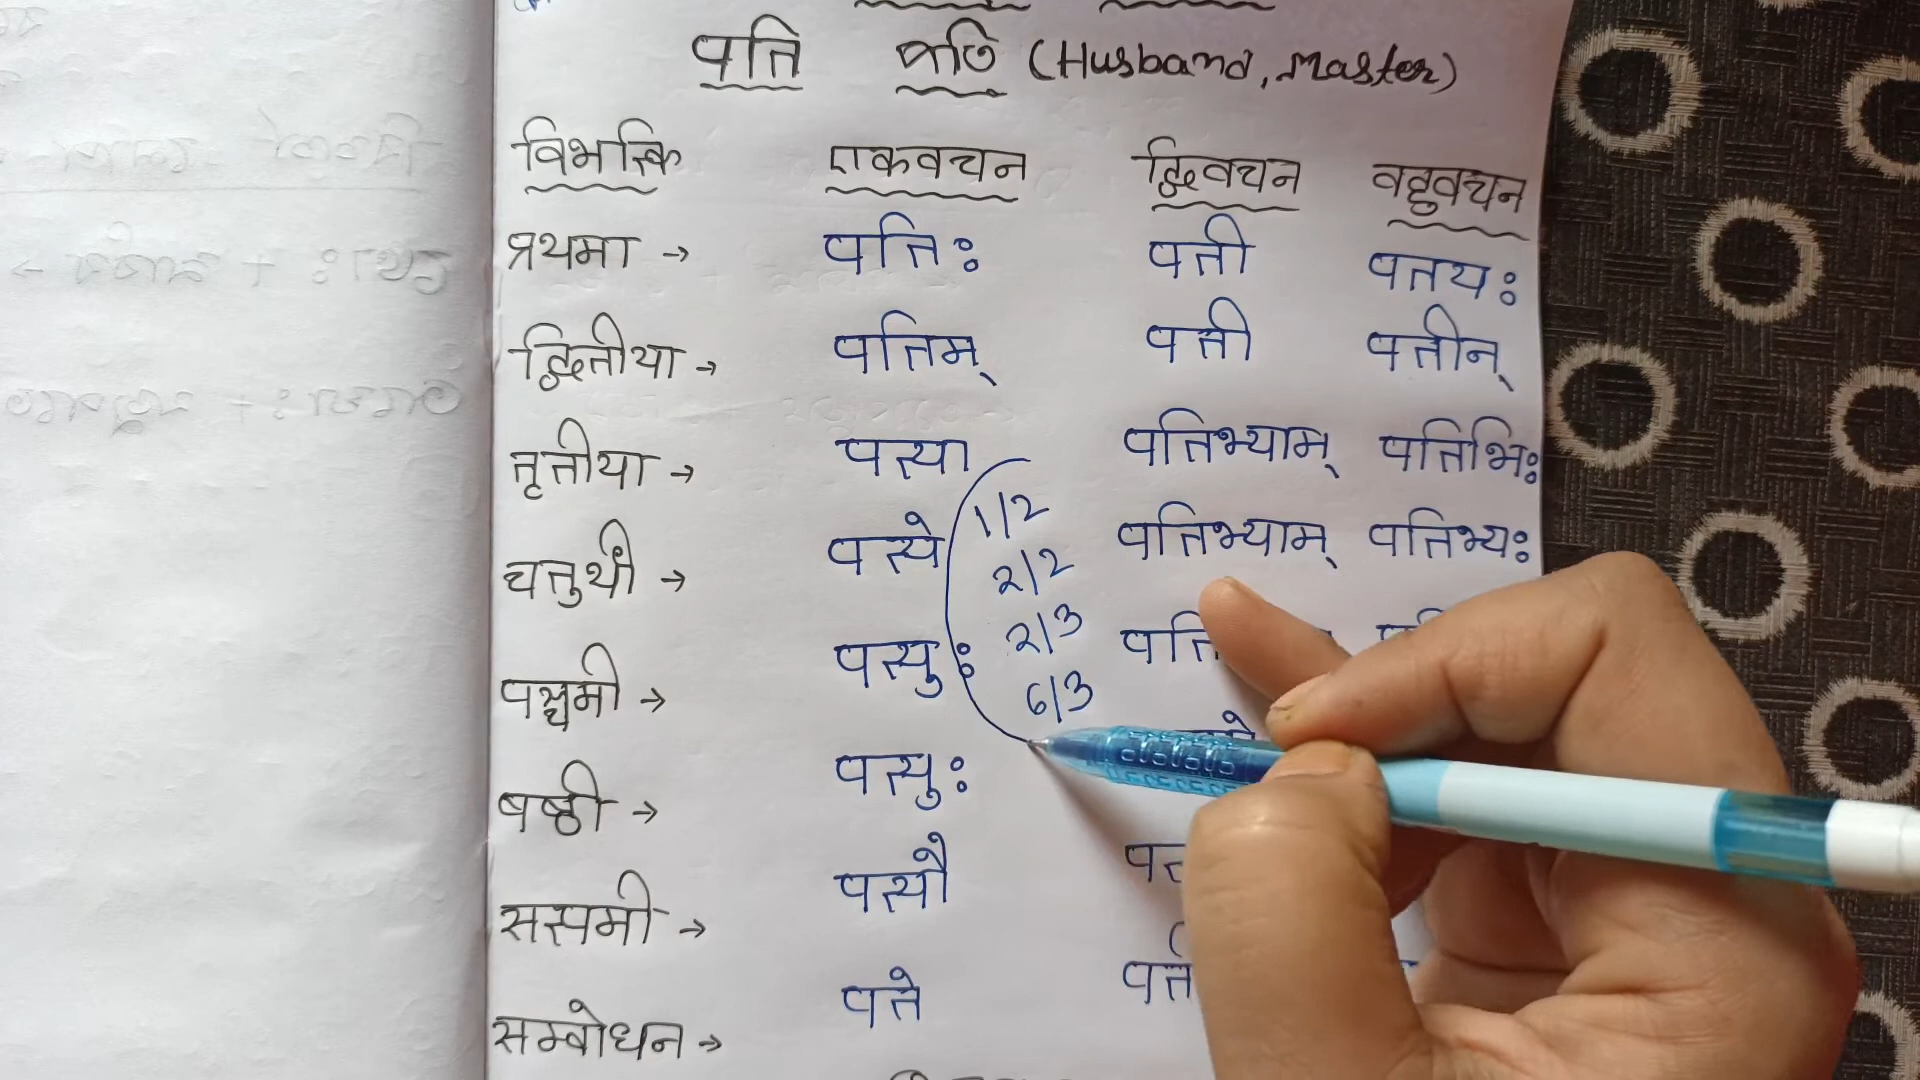 पति পতি (Husband, Master)
विभक्ति एकवचन द्विवचन वहुवचन
प्रथमा → पतिः पती पतयः
द्वितीया → पतिम् पती पतीन्
तृतीया → पत्या पतिभ्याम् पतिभिः
1/2
चतुर्थी → पत्ये पतिभ्याम् पतिभ्यः
2/2
2/3
पञ्चमी → पत्युः
6/3
षष्ठी → पत्युः
सप्तमी → पत्यौ
सम्वोधन → पते